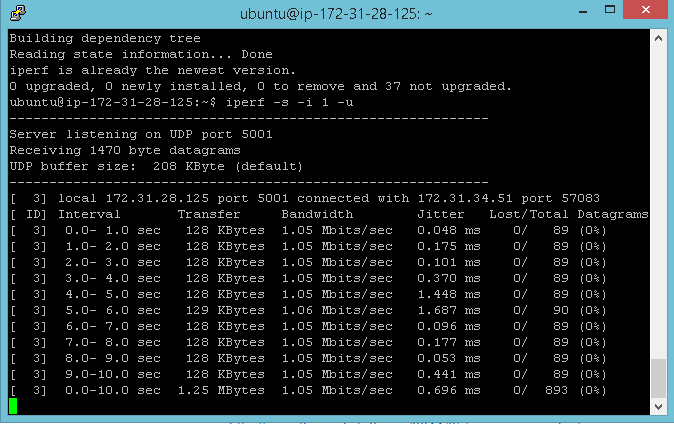 ubuntu@ip-172-31-28-125: ~
Building dependency tree
Reading state information... Done
iperf is already the newest version.
0 upgraded, 0 newly installed, 0 to remove and 37 not upgraded.
ubuntu@ip-172-31-28-125:~$ iperf -s -i 1 -u
------------------------------------------------------------
Server listening on UDP port 5001
Receiving 1470 byte datagrams
UDP buffer size:  208 KByte (default)
------------------------------------------------------------
[  3] local 172.31.28.125 port 5001 connected with 172.31.34.51 port 57083
[ ID] Interval       Transfer     Bandwidth        Jitter   Lost/Total Datagrams
[  3]  0.0- 1.0 sec   128 KBytes  1.05 Mbits/sec   0.048 ms    0/   89 (0%)
[  3]  1.0- 2.0 sec   128 KBytes  1.05 Mbits/sec   0.175 ms    0/   89 (0%)
[  3]  2.0- 3.0 sec   128 KBytes  1.05 Mbits/sec   0.101 ms    0/   89 (0%)
[  3]  3.0- 4.0 sec   128 KBytes  1.05 Mbits/sec   0.370 ms    0/   89 (0%)
[  3]  4.0- 5.0 sec   128 KBytes  1.05 Mbits/sec   1.448 ms    0/   89 (0%)
[  3]  5.0- 6.0 sec   129 KBytes  1.06 Mbits/sec   1.687 ms    0/   90 (0%)
[  3]  6.0- 7.0 sec   128 KBytes  1.05 Mbits/sec   0.096 ms    0/   89 (0%)
[  3]  7.0- 8.0 sec   128 KBytes  1.05 Mbits/sec   0.177 ms    0/   89 (0%)
[  3]  8.0- 9.0 sec   128 KBytes  1.05 Mbits/sec   0.053 ms    0/   89 (0%)
[  3]  9.0-10.0 sec   128 KBytes  1.05 Mbits/sec   0.441 ms    0/   89 (0%)
[  3]  0.0-10.0 sec  1.25 MBytes  1.05 Mbits/sec   0.696 ms    0/  893 (0%)